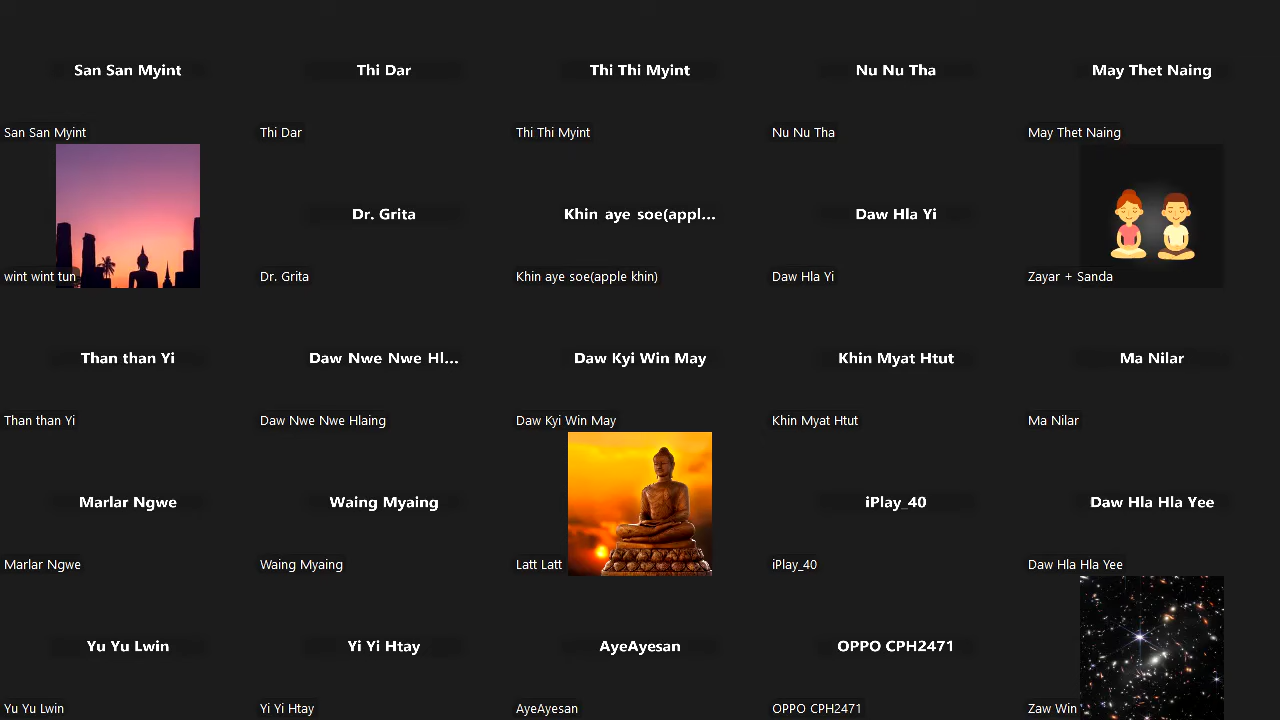 San San Myint
Thi Dar
Thi Thi Myint
Nu Nu Tha
May Thet Naing
San San Myint
Thi Dar
Thi Thi Myint
Nu Nu Tha
May Thet Naing
Dr. Grita
Khin aye soe(appl...
Daw Hla Yi
wint wint tun
Dr. Grita
Khin aye soe(apple khin)
Daw Hla Yi
Zayar + Sanda
Than than Yi
Daw Nwe Nwe Hl...
Daw Kyi Win May
Khin Myat Htut
Ma Nilar
Than than Yi
Daw Nwe Nwe Hlaing
Daw Kyi Win May
Khin Myat Htut
Ma Nilar
Marlar Ngwe
Waing Myaing
iPlay_40
Daw Hla Hla Yee
Marlar Ngwe
Waing Myaing
Latt Latt
iPlay_40
Daw Hla Hla Yee
Yu Yu Lwin
Yi Yi Htay
AyeAyesan
OPPO CPH2471
Yu Yu Lwin
Yi Yi Htay
AyeAyesan
OPPO CPH2471
Zaw Win